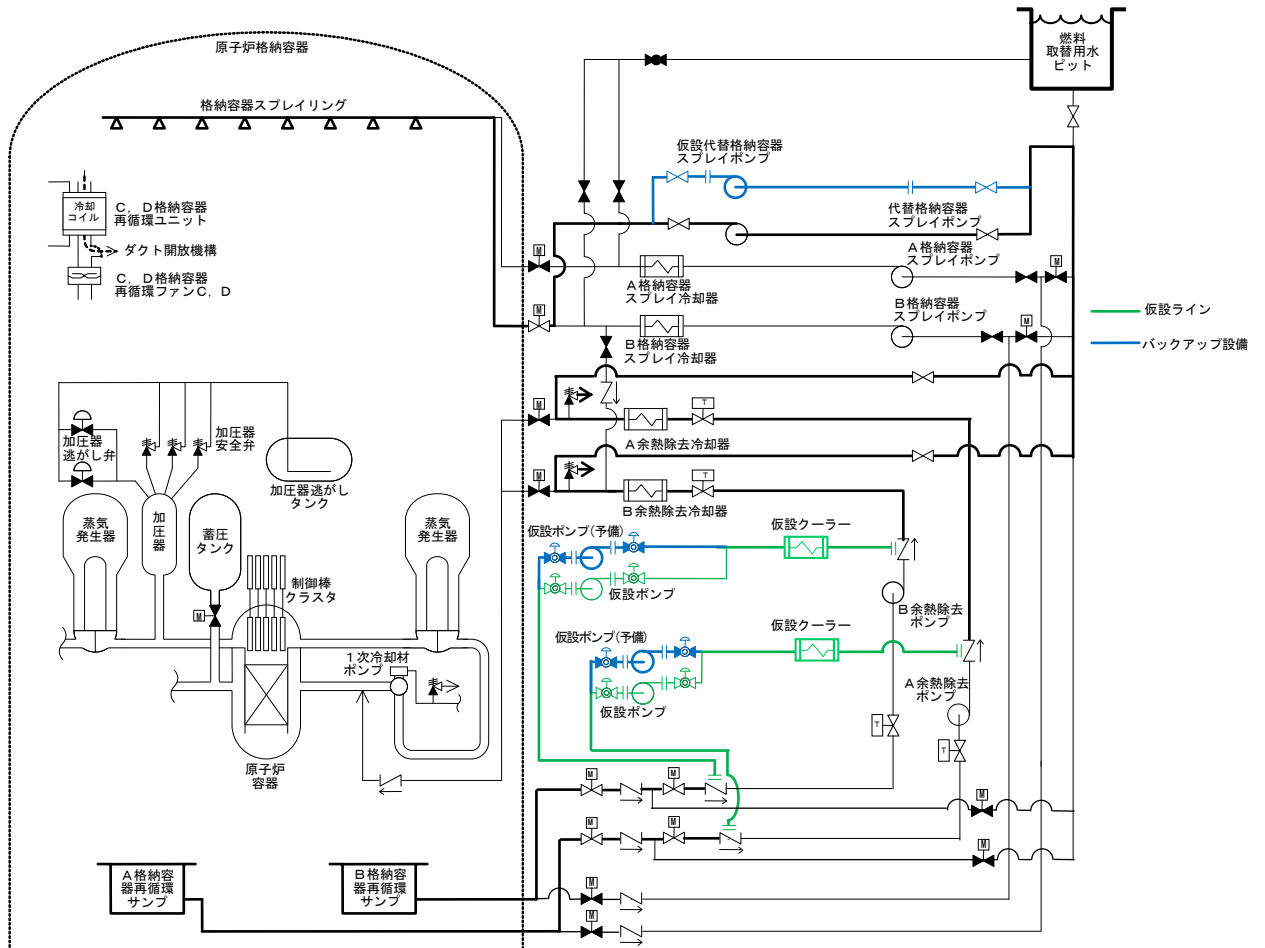 燃料
取替用水
ピット
原子炉格納容器
格納容器スプレイリング
仮設代替格納容器
スプレイポンプ
代替格納容器
スプレイポンプ
冷却
コイル
C，D格納容器
再循環ユニット
ダクト開放機構
C，D格納容器
再循環ファンC，D
M
A格納容器
スプレイ冷却器
A格納容器
スプレイポンプ
M
M
B格納容器
スプレイ冷却器
B格納容器
スプレイポンプ
M
仮設ライン
バックアップ設備
M
T
A余熱除去冷却器
M
T
B余熱除去冷却器
加圧器
逃がし弁
加圧器
安全弁
加圧器逃がし
タンク
蒸気
発生器
加
圧
器
蓄圧
タンク
蒸気
発生器
制御棒
クラスタ
M
1次冷却材
ポンプ
原子炉
容器
仮設ポンプ(予備)
仮設ポンプ
仮設クーラー
B余熱除去
ポンプ
仮設ポンプ(予備)
仮設ポンプ
仮設クーラー
A余熱除去
ポンプ
T
T
M
M
M
M
M
M
A格納容
器再循環
サンプ
B格納容
器再循環
サンプ
M
M